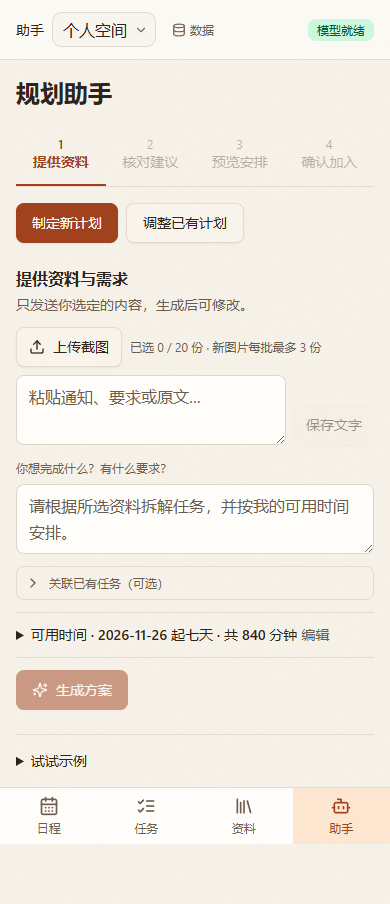 助手 个人空间 数据 模型就绪
规划助手
1 2 3 4
提供资料 核对建议 预览安排 确认加入
制定新计划 调整已有计划
提供资料与需求
只发送你选定的内容，生成后可修改。
上传截图 已选 0 / 20 份 · 新图片每批最多 3 份
粘贴通知、要求或原文...
保存文字
你想完成什么？有什么要求？
请根据所选资料拆解任务，并按我的可用时间
安排。
关联已有任务（可选）
可用时间 · 2026-11-26 起七天 · 共 840 分钟 编辑
生成方案
试试示例
日程 任务 资料 助手